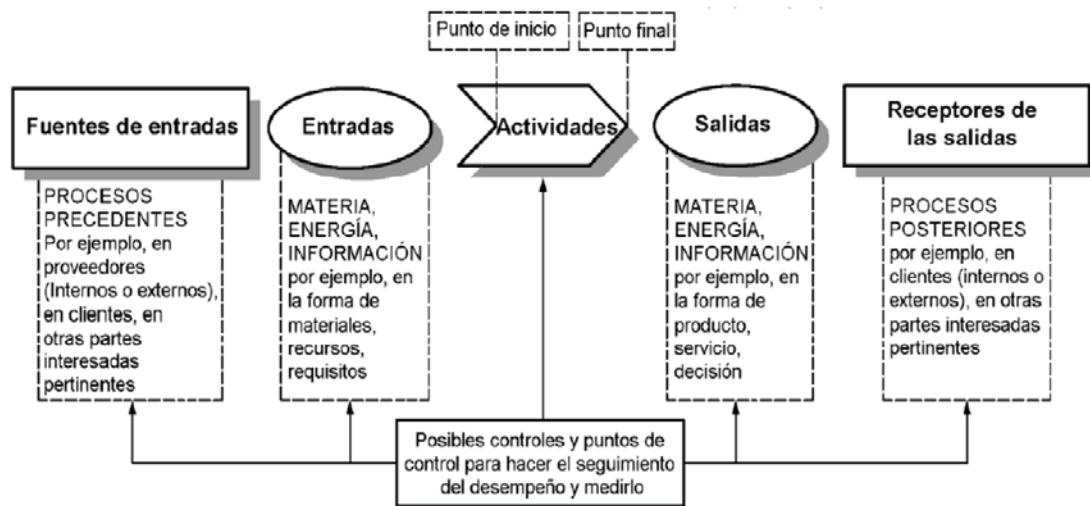 Punto de inicio
Punto final
Fuentes de entradas
Entradas
Actividades
Salidas
Receptores de
las salidas
PROCESOS
PRECEDENTES
Por ejemplo, en
proveedores
(Internos o externos),
en clientes, en
otras partes
interesadas
pertinentes
MATERIA,
ENERGÍA,
INFORMACIÓN
por ejemplo, en
la forma de
materiales,
recursos,
requisitos
MATERIA,
ENERGÍA,
INFORMACIÓN
por ejemplo, en
la forma de
producto,
servicio,
decisión
PROCESOS
POSTERIORES
por ejemplo, en
clientes (internos o
externos), en otras
partes interesadas
pertinentes
Posibles controles y puntos de
control para hacer el seguimiento
del desempeño y medirlo